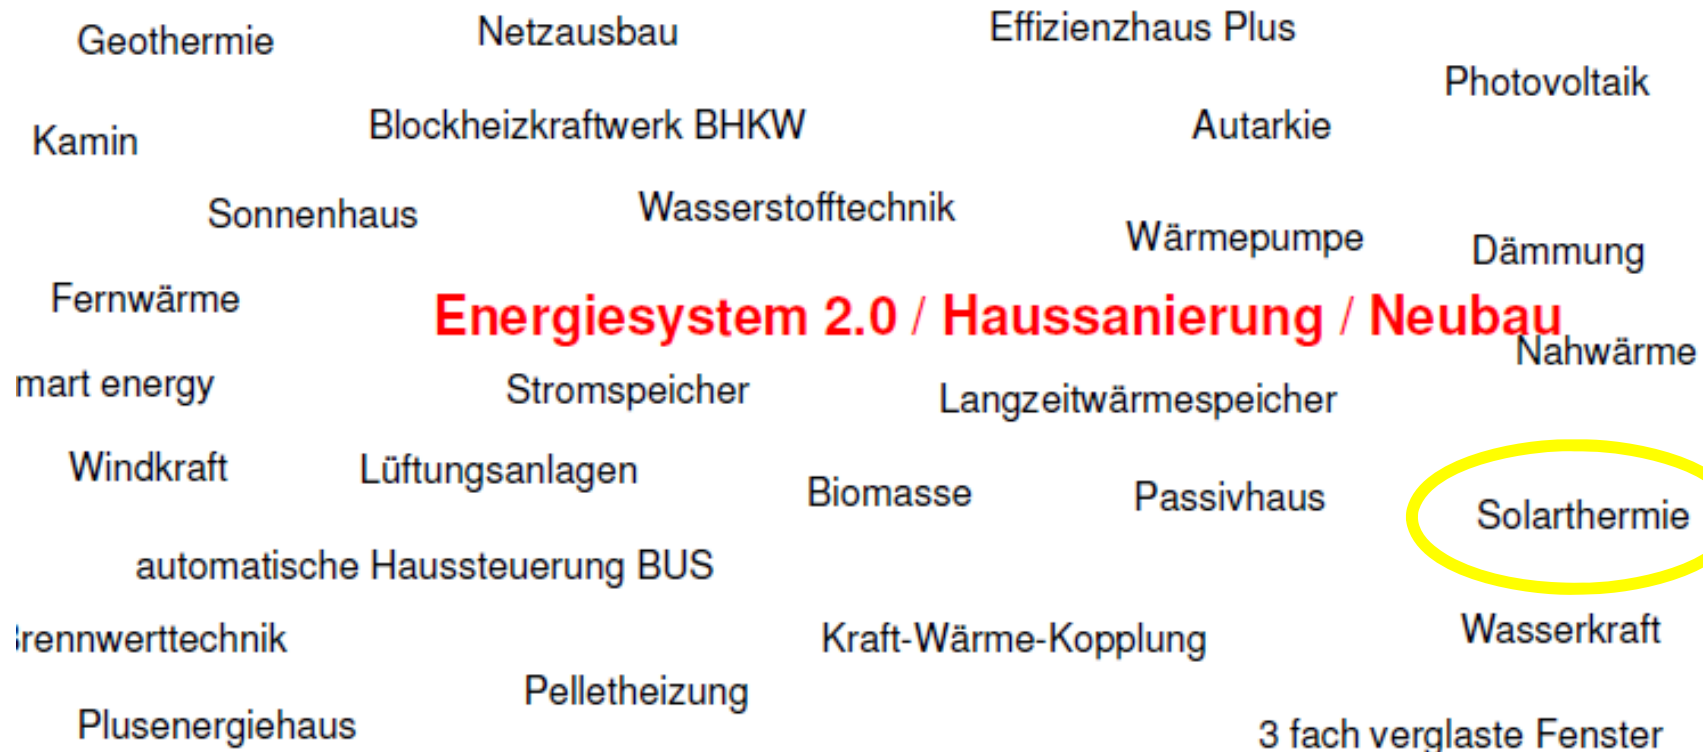 Geothermie
Netzausbau
Effizienzhaus Plus
Photovoltaik
Kamin
Blockheizkraftwerk BHKW
Autarkie
Sonnenhaus
Wasserstofftechnik
Wärmepumpe
Dämmung
Fernwärme
Energiesystem 2.0 / Haussanierung / Neubau
Nahwärme
mart energy
Stromspeicher
Langzeitwärmespeicher
Windkraft
Lüftungsanlagen
Biomasse
Passivhaus
Solarthermie
automatische Haussteuerung BUS
rennwerttechnik
Kraft-Wärme-Kopplung
Wasserkraft
Pelletheizung
Plusenergiehaus
3 fach verglaste Fenster